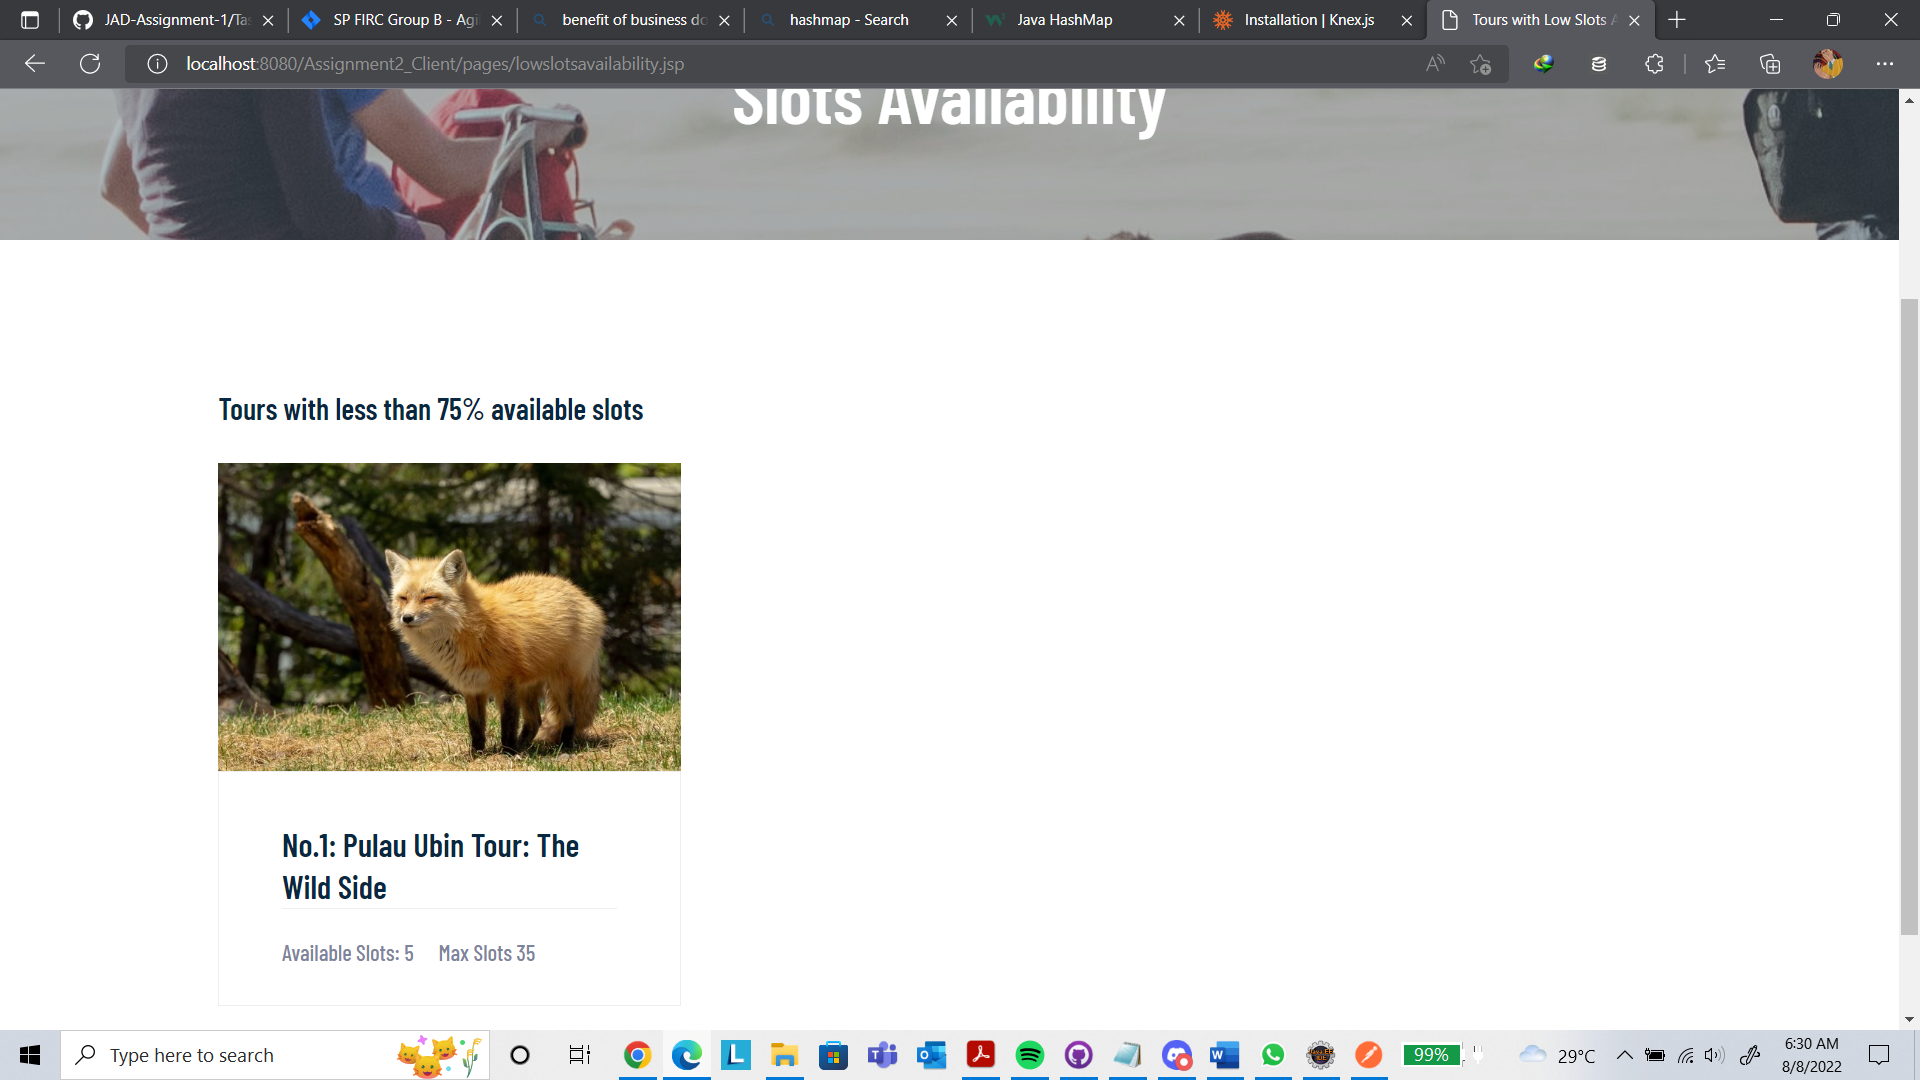 JAD-Assignment-1/Ta
SP FIRC Group B - Agi
benefit of business do
hashmap - Search
Java HashMap
Installation | Knex.js
Tours with Low Slots A
localhost:8080/Assignment2_Client/pages/lowslotsavailability.jsp
Slots Availability
Tours with less than 75% available slots
No.1: Pulau Ubin Tour: The
Wild Side
Available Slots: 5 Max Slots 35
Type here to search
99%
29°C
6:30 AM
8/8/2022